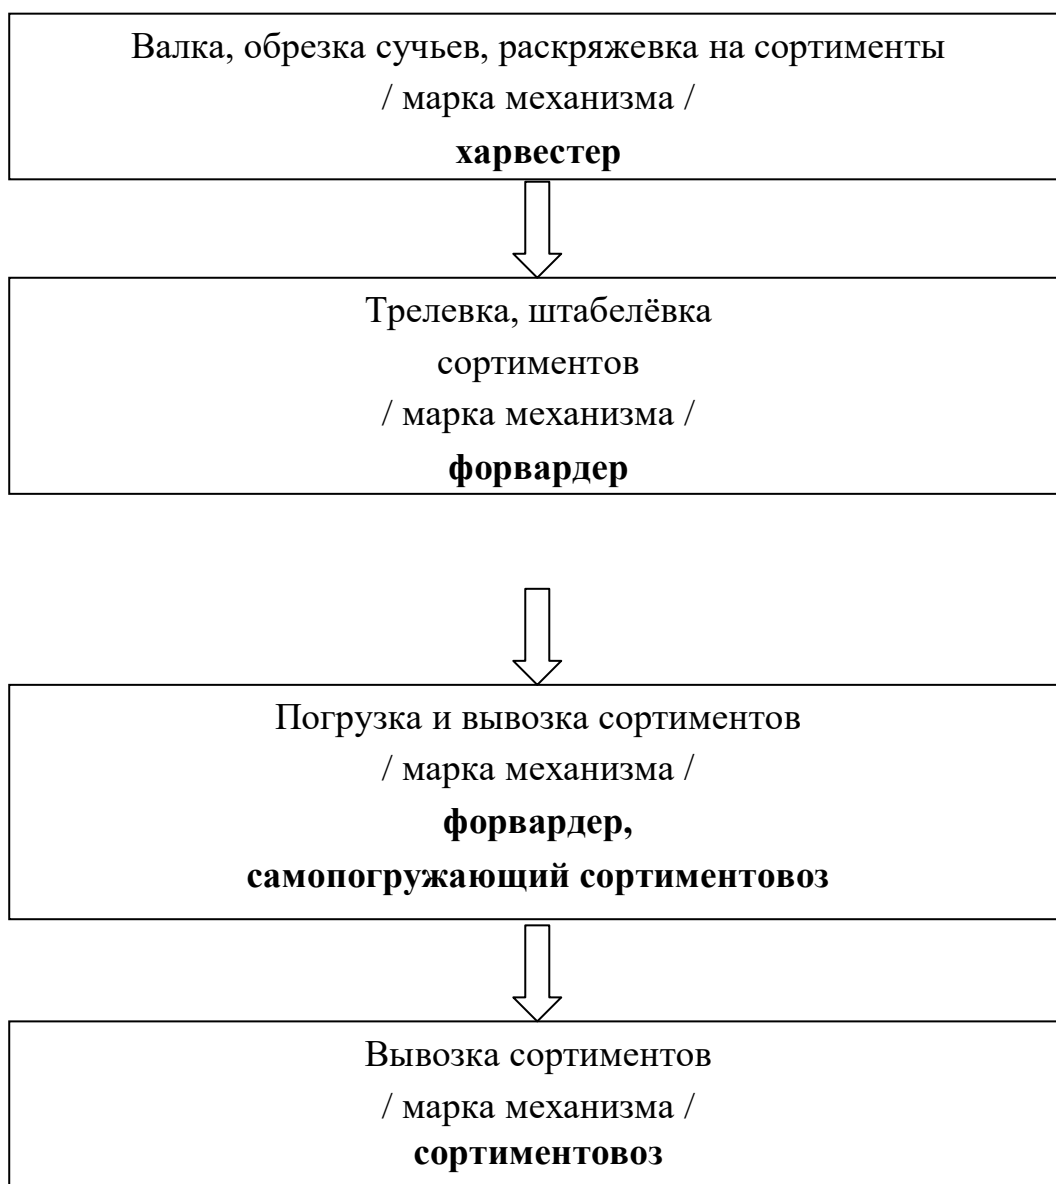 Валка, обрезка сучьев, раскряжевка на сортименты
/ марка механизма /
харвестер
Трелевка, штабелёвка
сортиментов
/ марка механизма /
форвардер
Погрузка и вывозка сортиментов
/ марка механизма /
форвардер,
самопогружающий сортиментовоз
Вывозка сортиментов
/ марка механизма /
сортиментовоз